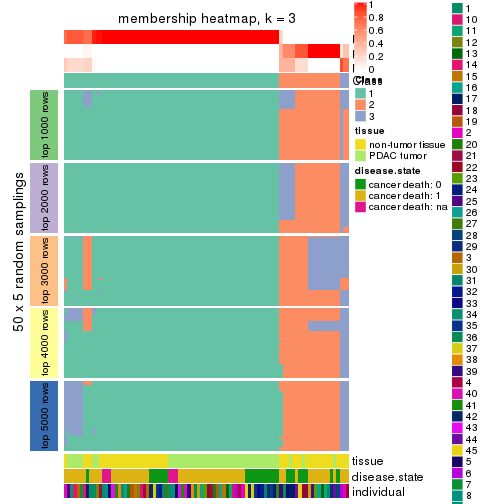 membership heatmap, k = 3
50 x 5 random samplings
top 1000 rows
top 2000 rows
top 3000 rows
top 4000 rows
top 5000 rows
1
0.8
0.6
0.4
0.2
0
Class
1
2
3
tissue
non-tumor tissue
PDAC tumor
disease.state
cancer death: 0
cancer death: 1
cancer death: na
tissue
disease.state
individual
1
10
11
12
13
14
15
16
17
18
19
2
20
21
22
23
24
25
26
27
28
29
3
30
31
32
33
34
35
36
37
38
39
4
40
41
42
43
44
45
5
6
7
8